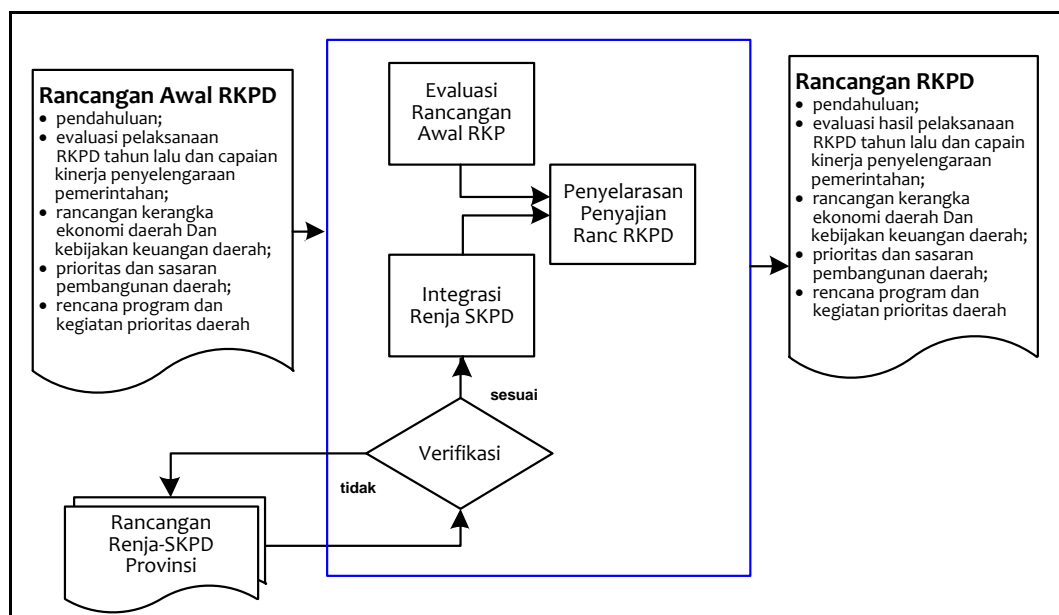 Rancangan Awal RKPD
• pendahuluan;
• evaluasi pelaksanaan
RKPD tahun lalu dan capaian
kinerja penyelengaraan
pemerintahan;
• rancangan kerangka
ekonomi daerah Dan
kebijakan keuangan daerah;
• prioritas dan sasaran
pembangunan daerah;
• rencana program dan
kegiatan prioritas daerah
Evaluasi
Rancangan
Awal RKP
Penyelarasan
Penyajian
Ranc RKPD
Integrasi
Renja SKPD
sesuai
Verifikasi
tidak
Rancangan
Renja-SKPD
Provinsi
Rancangan RKPD
• pendahuluan;
• evaluasi hasil pelaksanaan
RKPD tahun lalu dan capain
kinerja penyelengaraan
pemerintahan;
• rancangan kerangka
ekonomi daerah Dan
kebijakan keuangan daerah;
• prioritas dan sasaran
pembangunan daerah;
• rencana program dan
kegiatan prioritas daerah